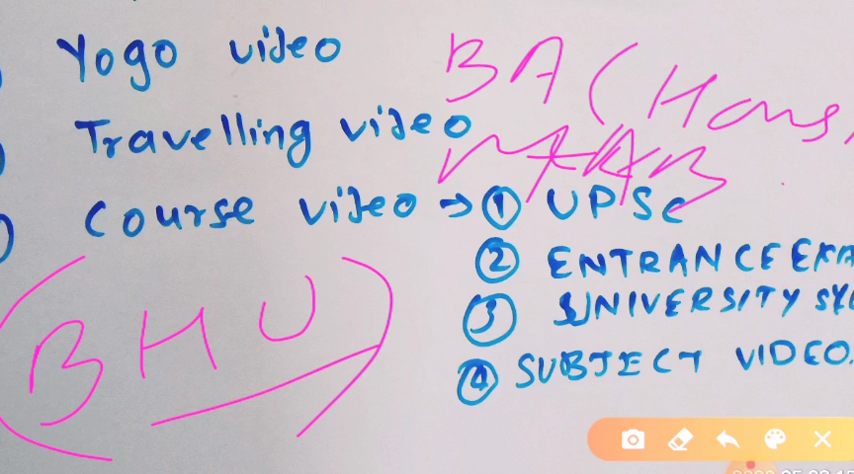 Yogo video
BA (Hons,
Travelling video
Course video → ① UPSC
② ENTRANCE EXA
③ UNIVERSITY SY
④ SUBJECT VIDEO.
(BHU)